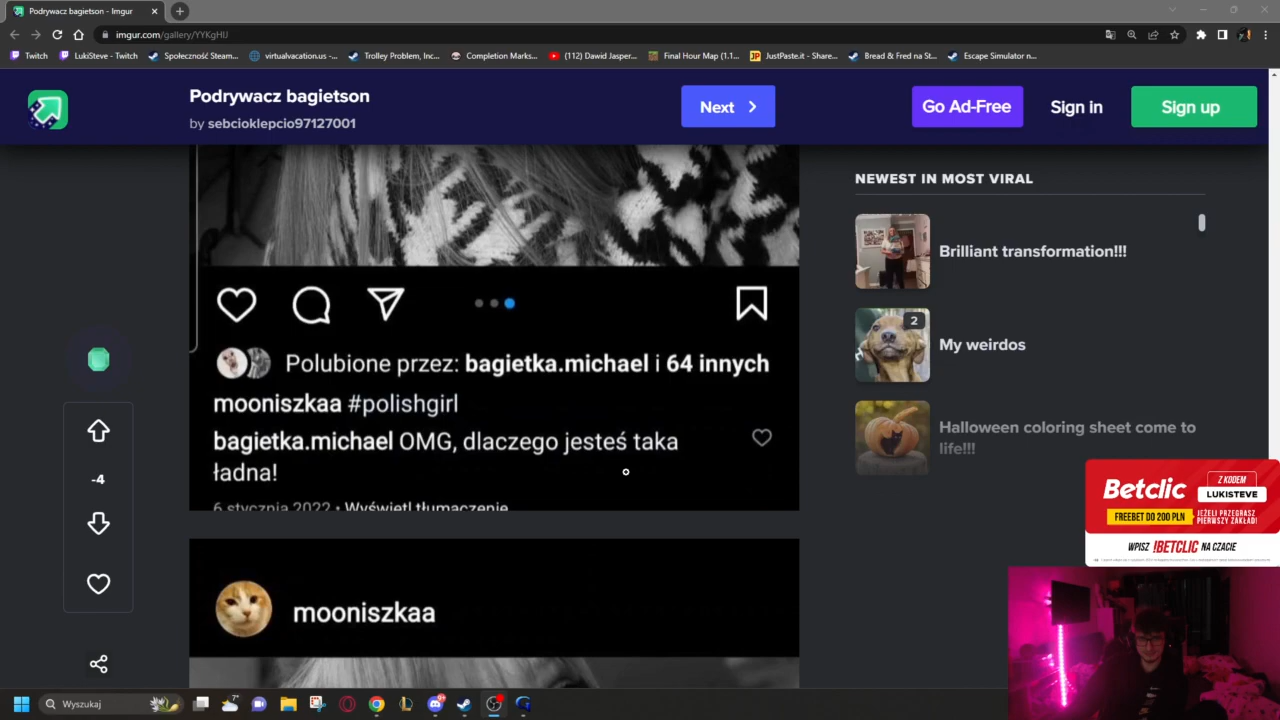 Podrywacz bagietson - Imgur
imgur.com/gallery/YYKgHIJ
Twitch
LukiSteve - Twitch
Społeczność Steam...
virtualvacation.us -...
Trolley Problem, Inc...
Completion Marks...
(112) Dawid Jasper...
Final Hour Map (1.1...
JustPaste.it - Share...
Bread & Fred na St...
Escape Simulator n...
Podrywacz bagietson
by sebcioklepcio97127001
Next
Go Ad-Free
Sign in
Sign up
NEWEST IN MOST VIRAL
Brilliant transformation!!!
2
My weirdos
Halloween coloring sheet come to
life!!!
-4
Polubione przez: bagietka.michael i 64 innych
mooniszkaa #polishgirl
bagietka.michael OMG, dlaczego jesteś taka
ładna!
6 stycznia 2022 • Wyświetl tłumaczenie
mooniszkaa
Betclic
Z KODEM
LUKISTEVE
FREEBET DO 200 PLN
JEŻELI PRZEGRASZ
PIERWSZY ZAKŁAD!
WPISZ !BETCLIC NA CZACIE
Wyszukaj
7°